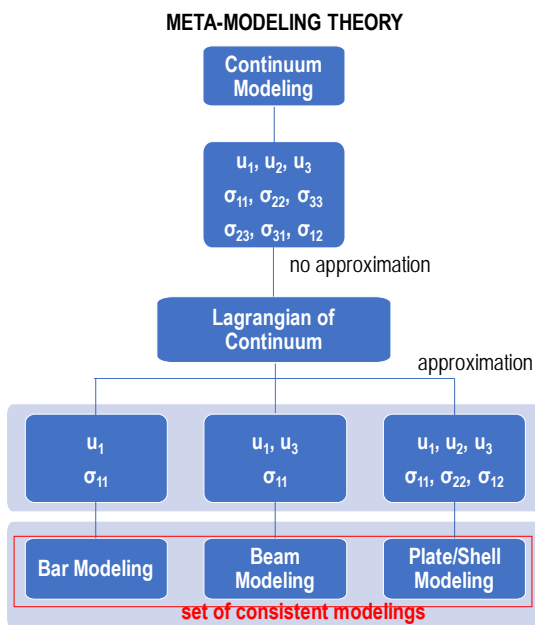 META-MODELING THEORY
Continuum
Modeling
u₁, u₂, u₃
σ₁₁, σ₂₂, σ₃₃
σ₂₃, σ₃₁, σ₁₂
no approximation
Lagrangian of
Continuum
approximation
u₁
σ₁₁
u₁, u₃
σ₁₁
u₁, u₂, u₃
σ₁₁, σ₂₂, σ₁₂
Bar Modeling
Beam
Modeling
Plate/Shell
Modeling
set of consistent modelings